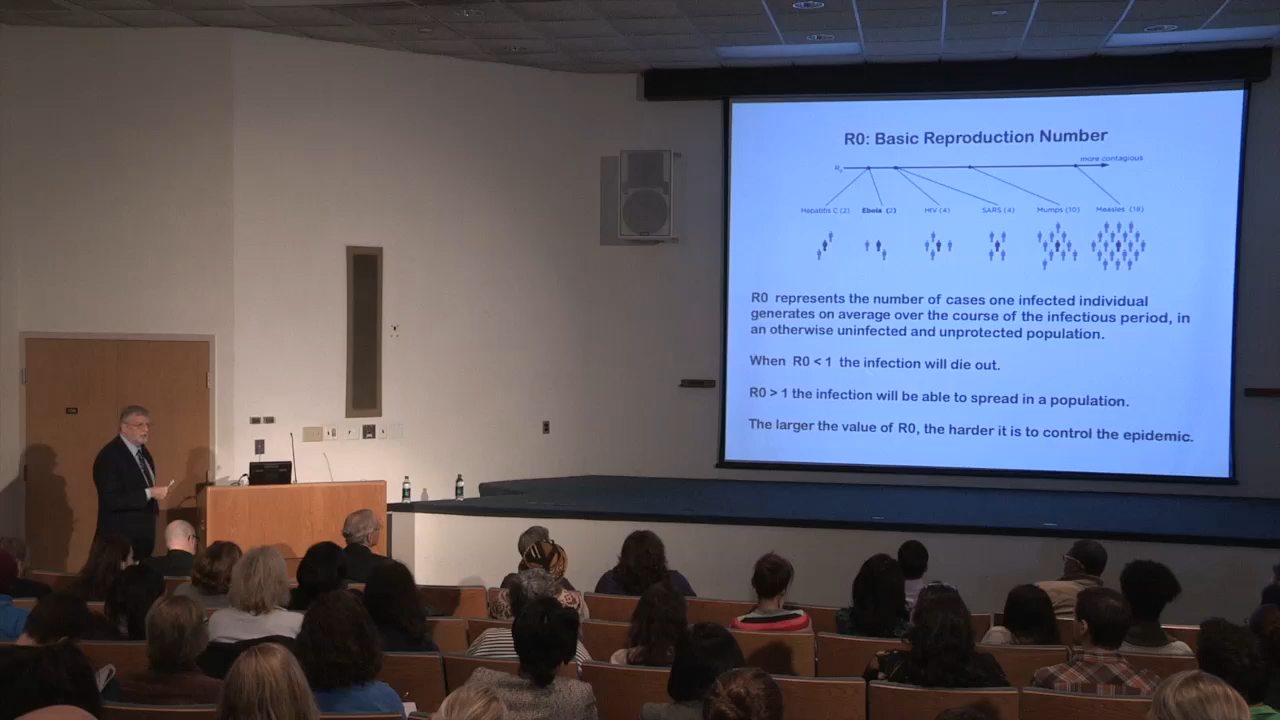 R0: Basic Reproduction Number
more contagious
R₀
Hepatitis C (2) Ebola (2) HIV (4) SARS (4) Mumps (10) Measles (18)
R0 represents the number of cases one infected individual
generates on average over the course of the infectious period, in
an otherwise uninfected and unprotected population.
When R0 < 1 the infection will die out.
R0 > 1 the infection will be able to spread in a population.
The larger the value of R0, the harder it is to control the epidemic.